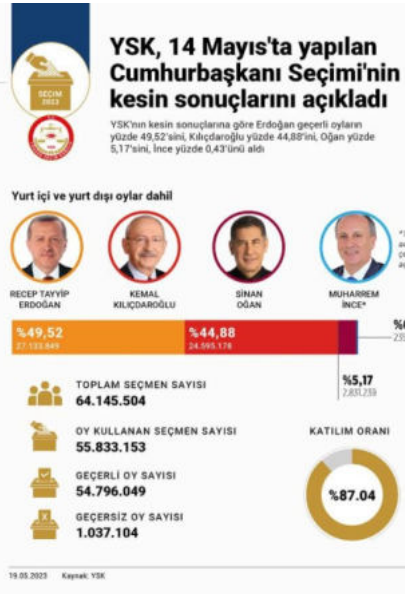 SEÇİM
2023
YSK, 14 Mayıs'ta yapılan
Cumhurbaşkanı Seçimi'nin
kesin sonuçlarını açıkladı
YSK'nın kesin sonuçlarına göre Erdoğan geçerli oyların
yüzde 49,52'sini, Kılıçdaroğlu yüzde 44,88'ini, Oğan yüzde
5,17'sini, İnce yüzde 0,43'ünü aldı
Yurt içi ve yurt dışı oylar dahil
RECEP TAYYİP
ERDOĞAN
KEMAL
KILIÇDAROĞLU
SİNAN
OĞAN
MUHARREM
İNCE*
%49,52
27.133.849
%44,88
24.595.178
%5,17
2.831.239
TOPLAM SEÇMEN SAYISI
64.145.504
OY KULLANAN SEÇMEN SAYISI
55.833.153
GEÇERLİ OY SAYISI
54.796.049
GEÇERSİZ OY SAYISI
1.037.104
KATILIM ORANI
%87.04
19.05.2023 Kaynak: YSK